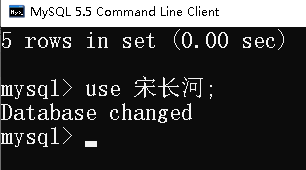 MySQL 5.5 Command Line Client
5 rows in set (0.00 sec)
mysql> use 宋长河;
Database changed
mysql>